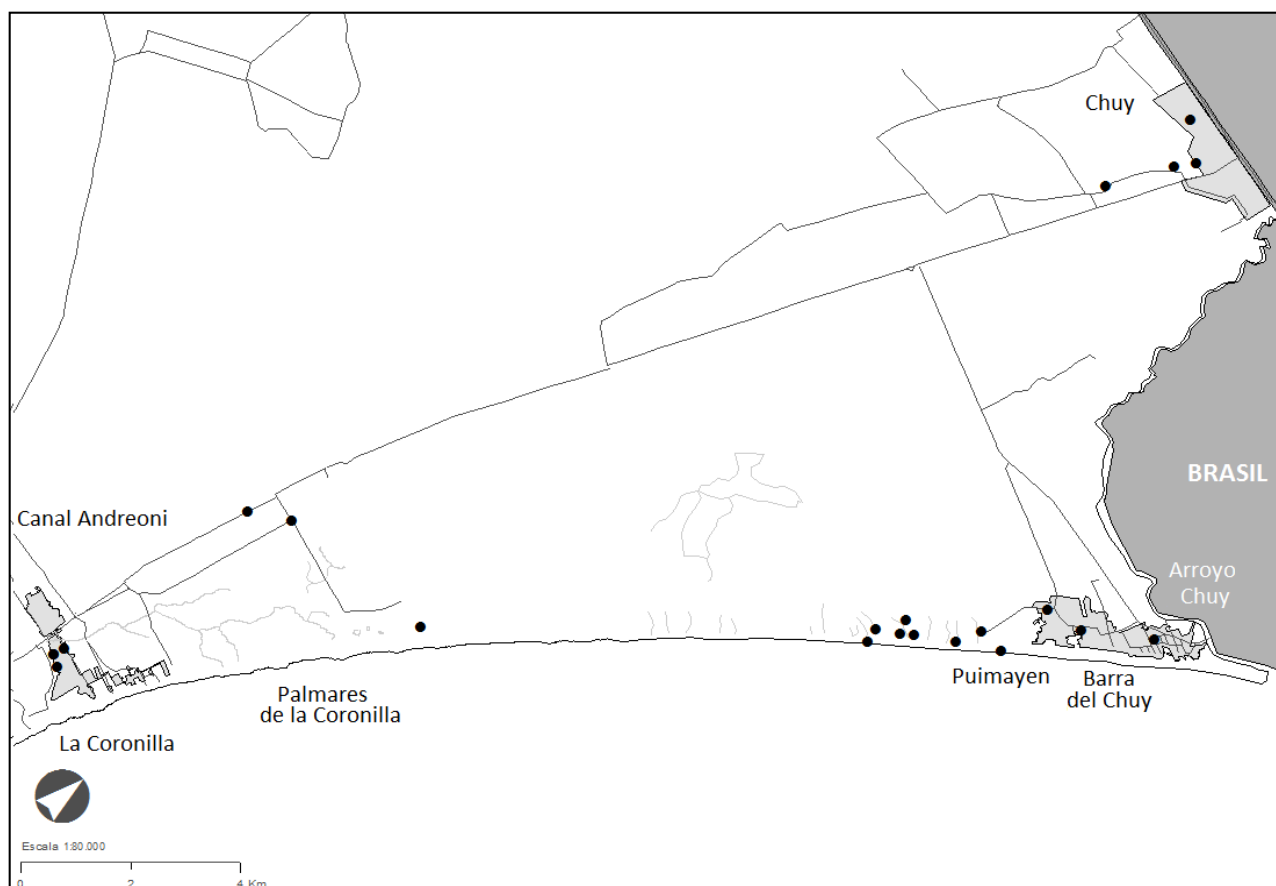 Chuy
BRASIL
Canal Andreoni
Arroyo
Chuy
Puimayen
Barra
del Chuy
Palmares
de la Coronilla
La Coronilla
Escala 1:80.000
0 2 4 Km